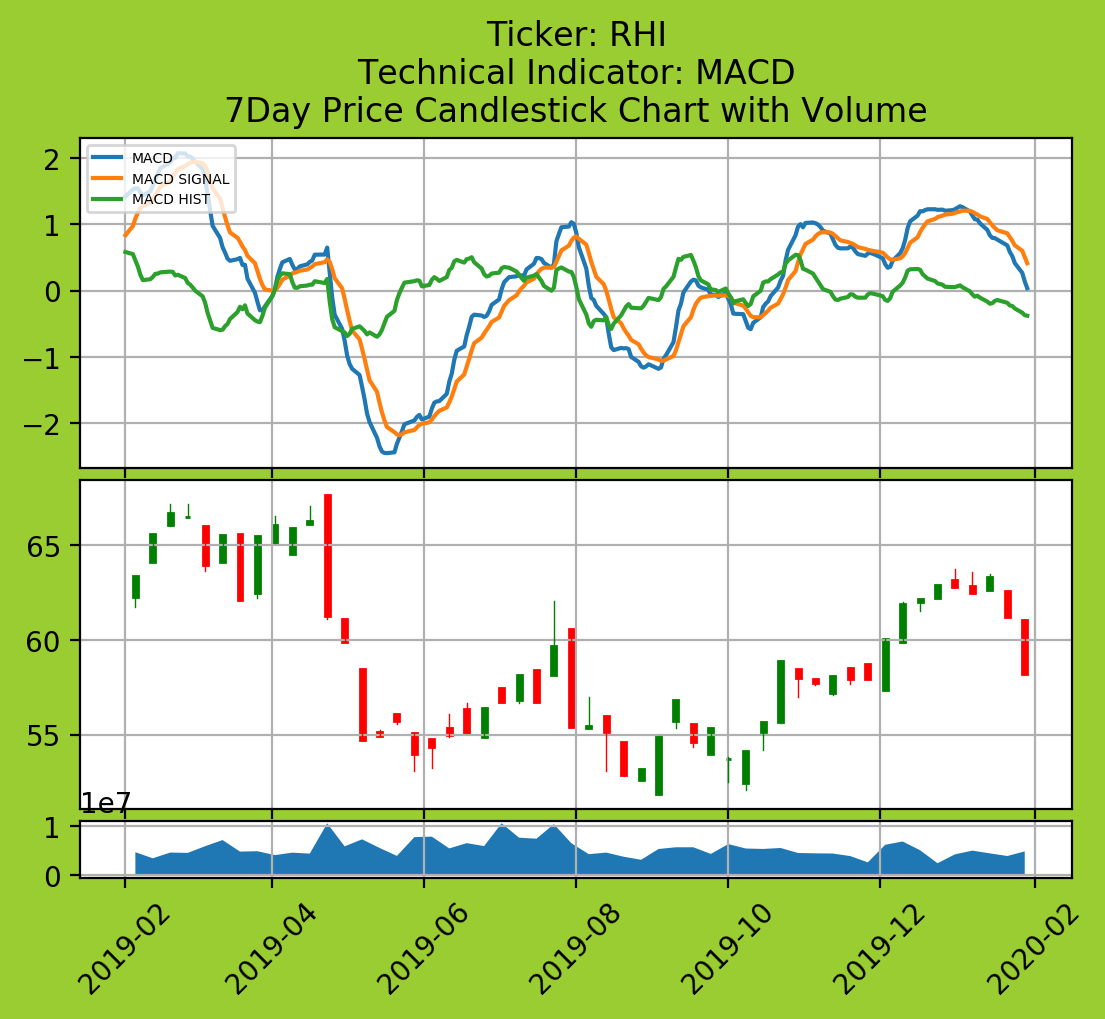 Ticker: RHI
Technical Indicator: MACD
7Day Price Candlestick Chart with Volume
MACD
MACD SIGNAL
MACD HIST
2
1
0
−1
−2
65
60
55
1e7
1
0
2019-02
2019-04
2019-06
2019-08
2019-10
2019-12
2020-02